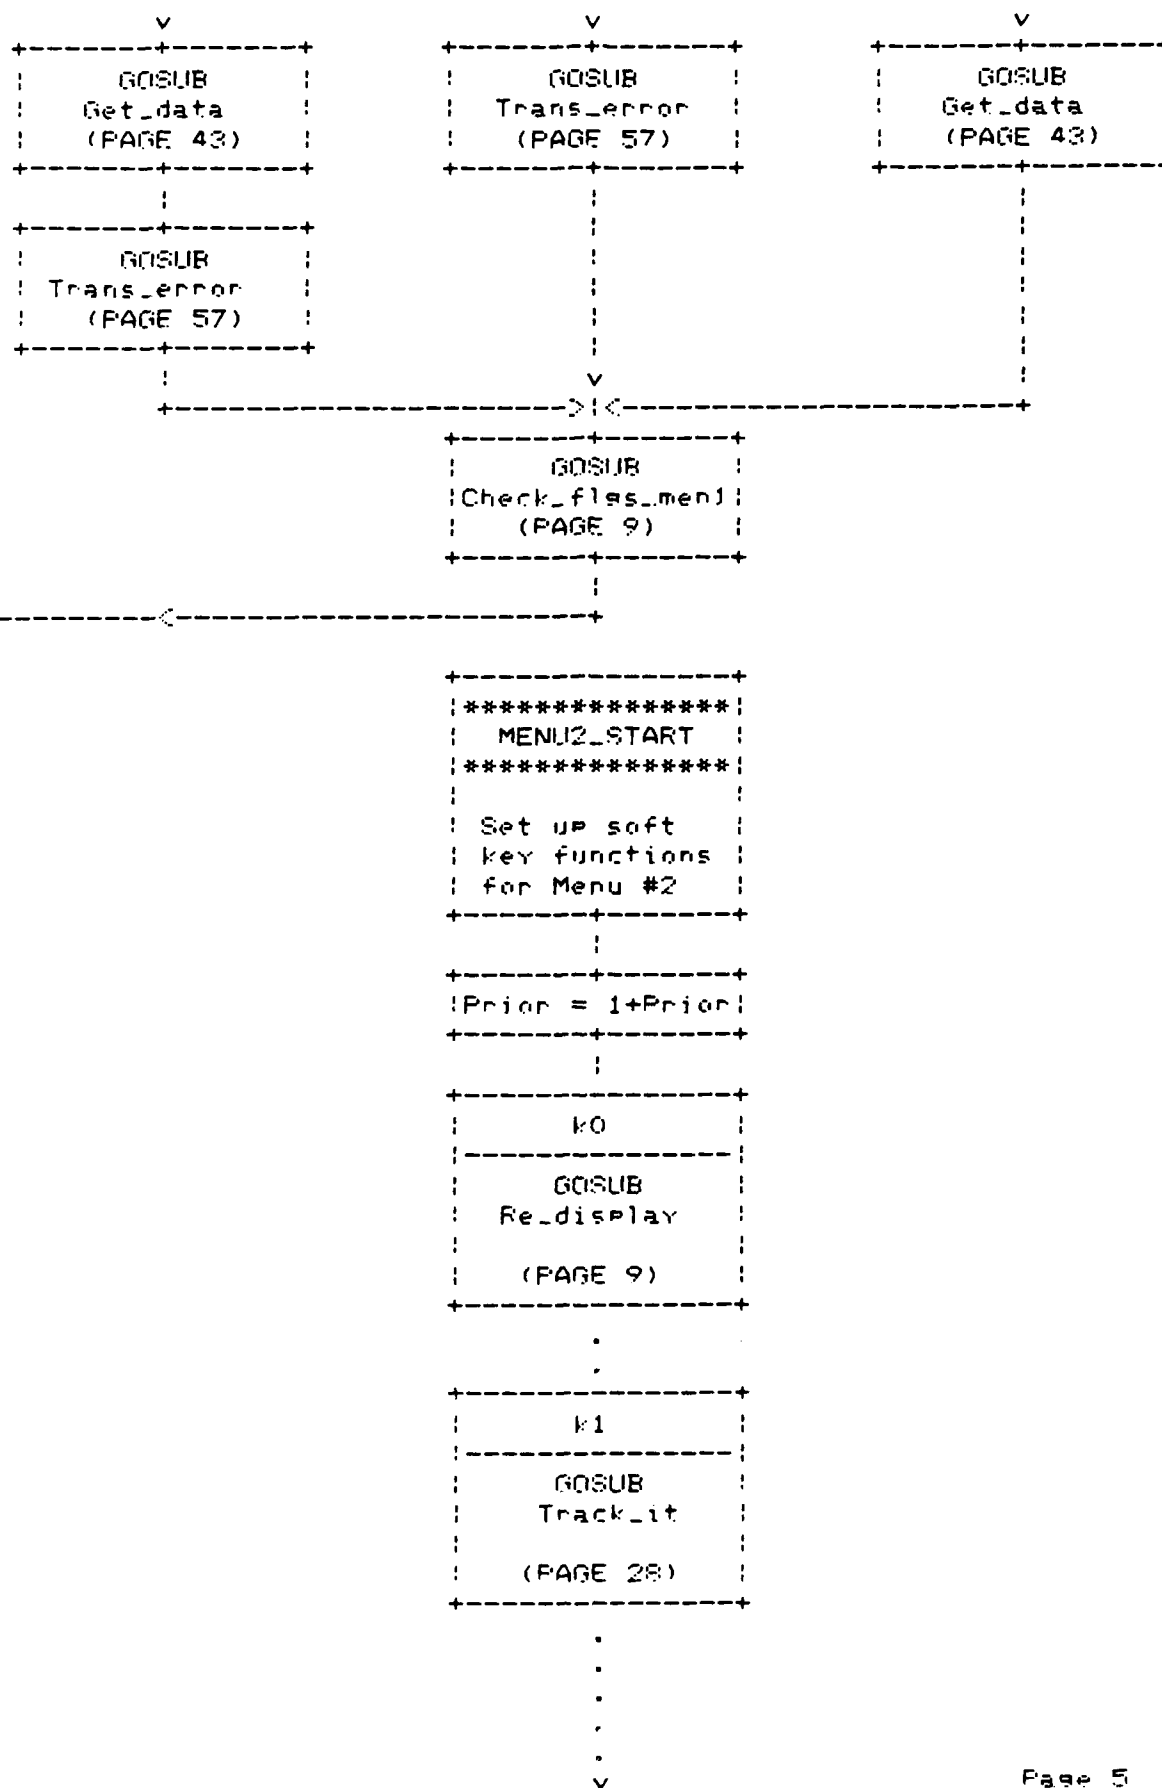 GOSUB
Get_data
(PAGE 43)
GOSUB
Trans_error
(PAGE 57)
GOSUB
Get_data
(PAGE 43)
GOSUB
Trans_error
(PAGE 57)
GOSUB
Check_flgs_men1
(PAGE 9)
***************
MENU2_START
***************
Set up soft
key functions
for Menu #2
Prior = 1+Prior
k0
GOSUB
Re_display
(PAGE 9)
k1
GOSUB
Track_it
(PAGE 28)
Page 5